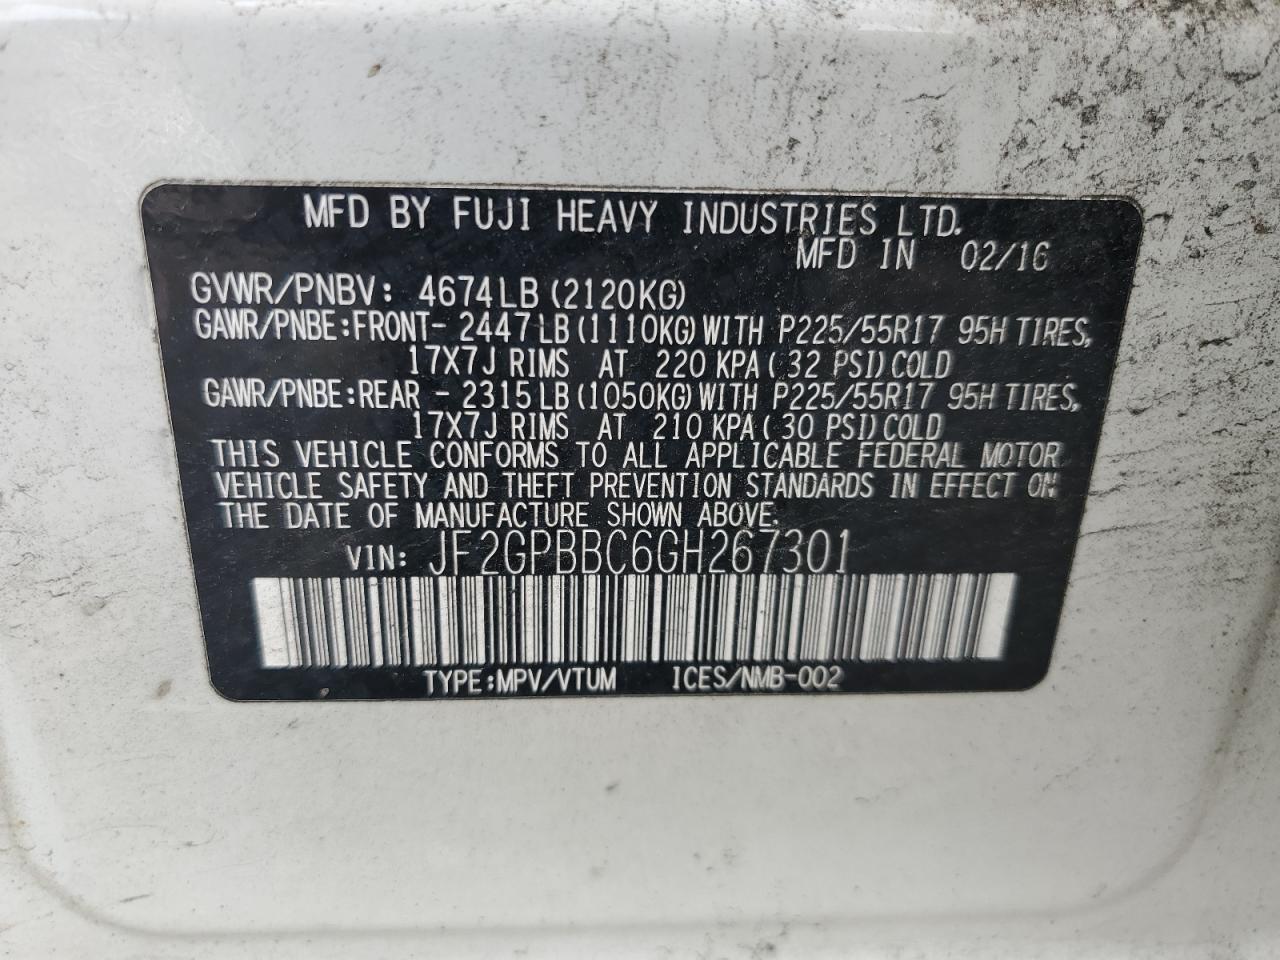 MFD BY FUJI HEAVY INDUSTRIES LTD.
MFD IN 02/16
GVWR/PNBV: 4674LB (2120KG)
GAWR/PNBE:FRONT- 2447LB (1110KG) WITH P225/55R17 95H TIRES,
17X7J RIMS AT 220 KPA ( 32 PSI) COLD
GAWR/PNBE:REAR - 2315LB (1050KG) WITH P225/55R17 95H TIRES,
17X7J RIMS AT 210 KPA ( 30 PSI) COLD
THIS VEHICLE CONFORMS TO ALL APPLICABLE FEDERAL MOTOR
VEHICLE SAFETY AND THEFT PREVENTION STANDARDS IN EFFECT ON
THE DATE OF MANUFACTURE SHOWN ABOVE.
VIN: JF2GPBBC6GH267301
TYPE:MPV/VTUM ICES/NMB-002